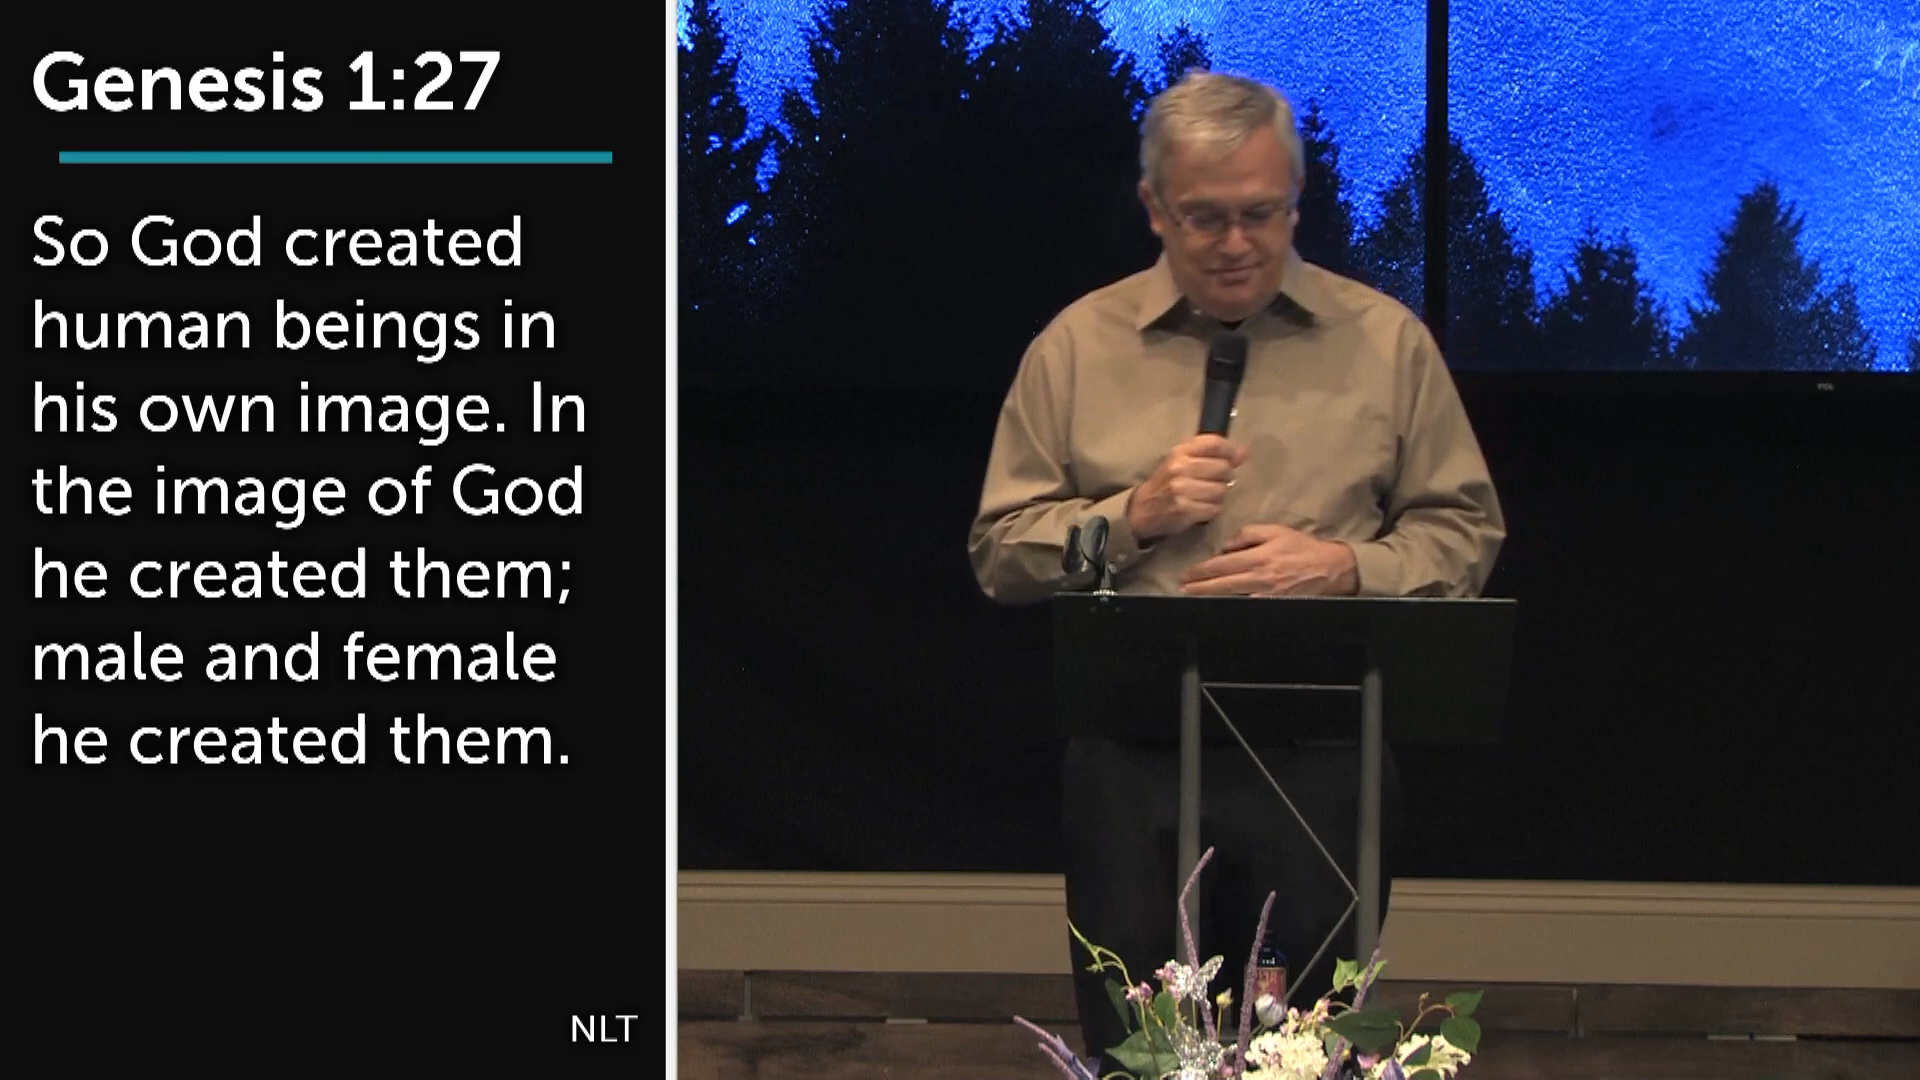 Genesis 1:27
So God created
human beings in
his own image. In
the image of God
he created them;
male and female
he created them.
NLT
TCL